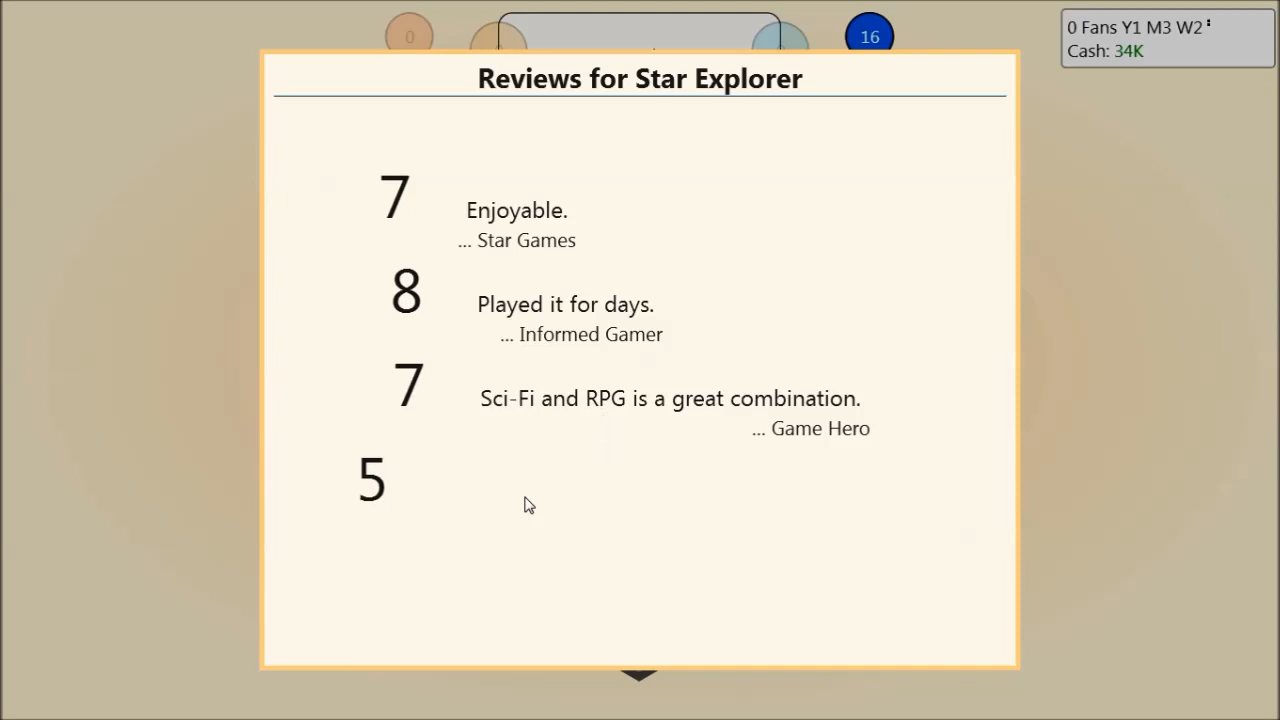 0
16
0 Fans Y1 M3 W2
Cash: 34K
Reviews for Star Explorer
7
Enjoyable.
... Star Games
8
Played it for days.
... Informed Gamer
7
Sci-Fi and RPG is a great combination.
... Game Hero
5